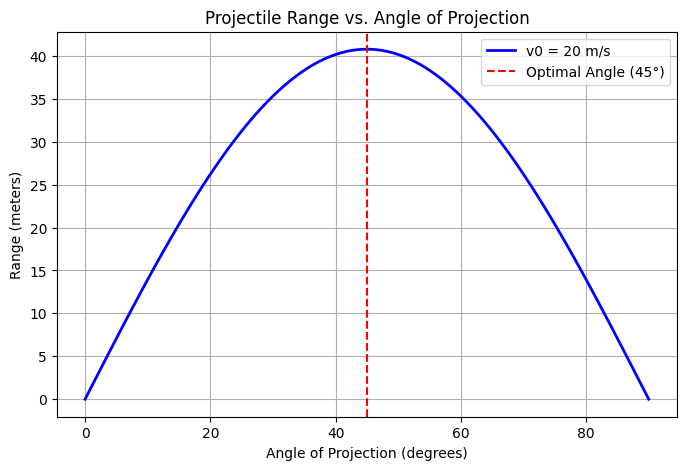 Projectile Range vs. Angle of Projection
v0 = 20 m/s
Optimal Angle (45°)
Range (meters)
40
35
30
25
20
15
10
5
0
0 20 40 60 80
Angle of Projection (degrees)